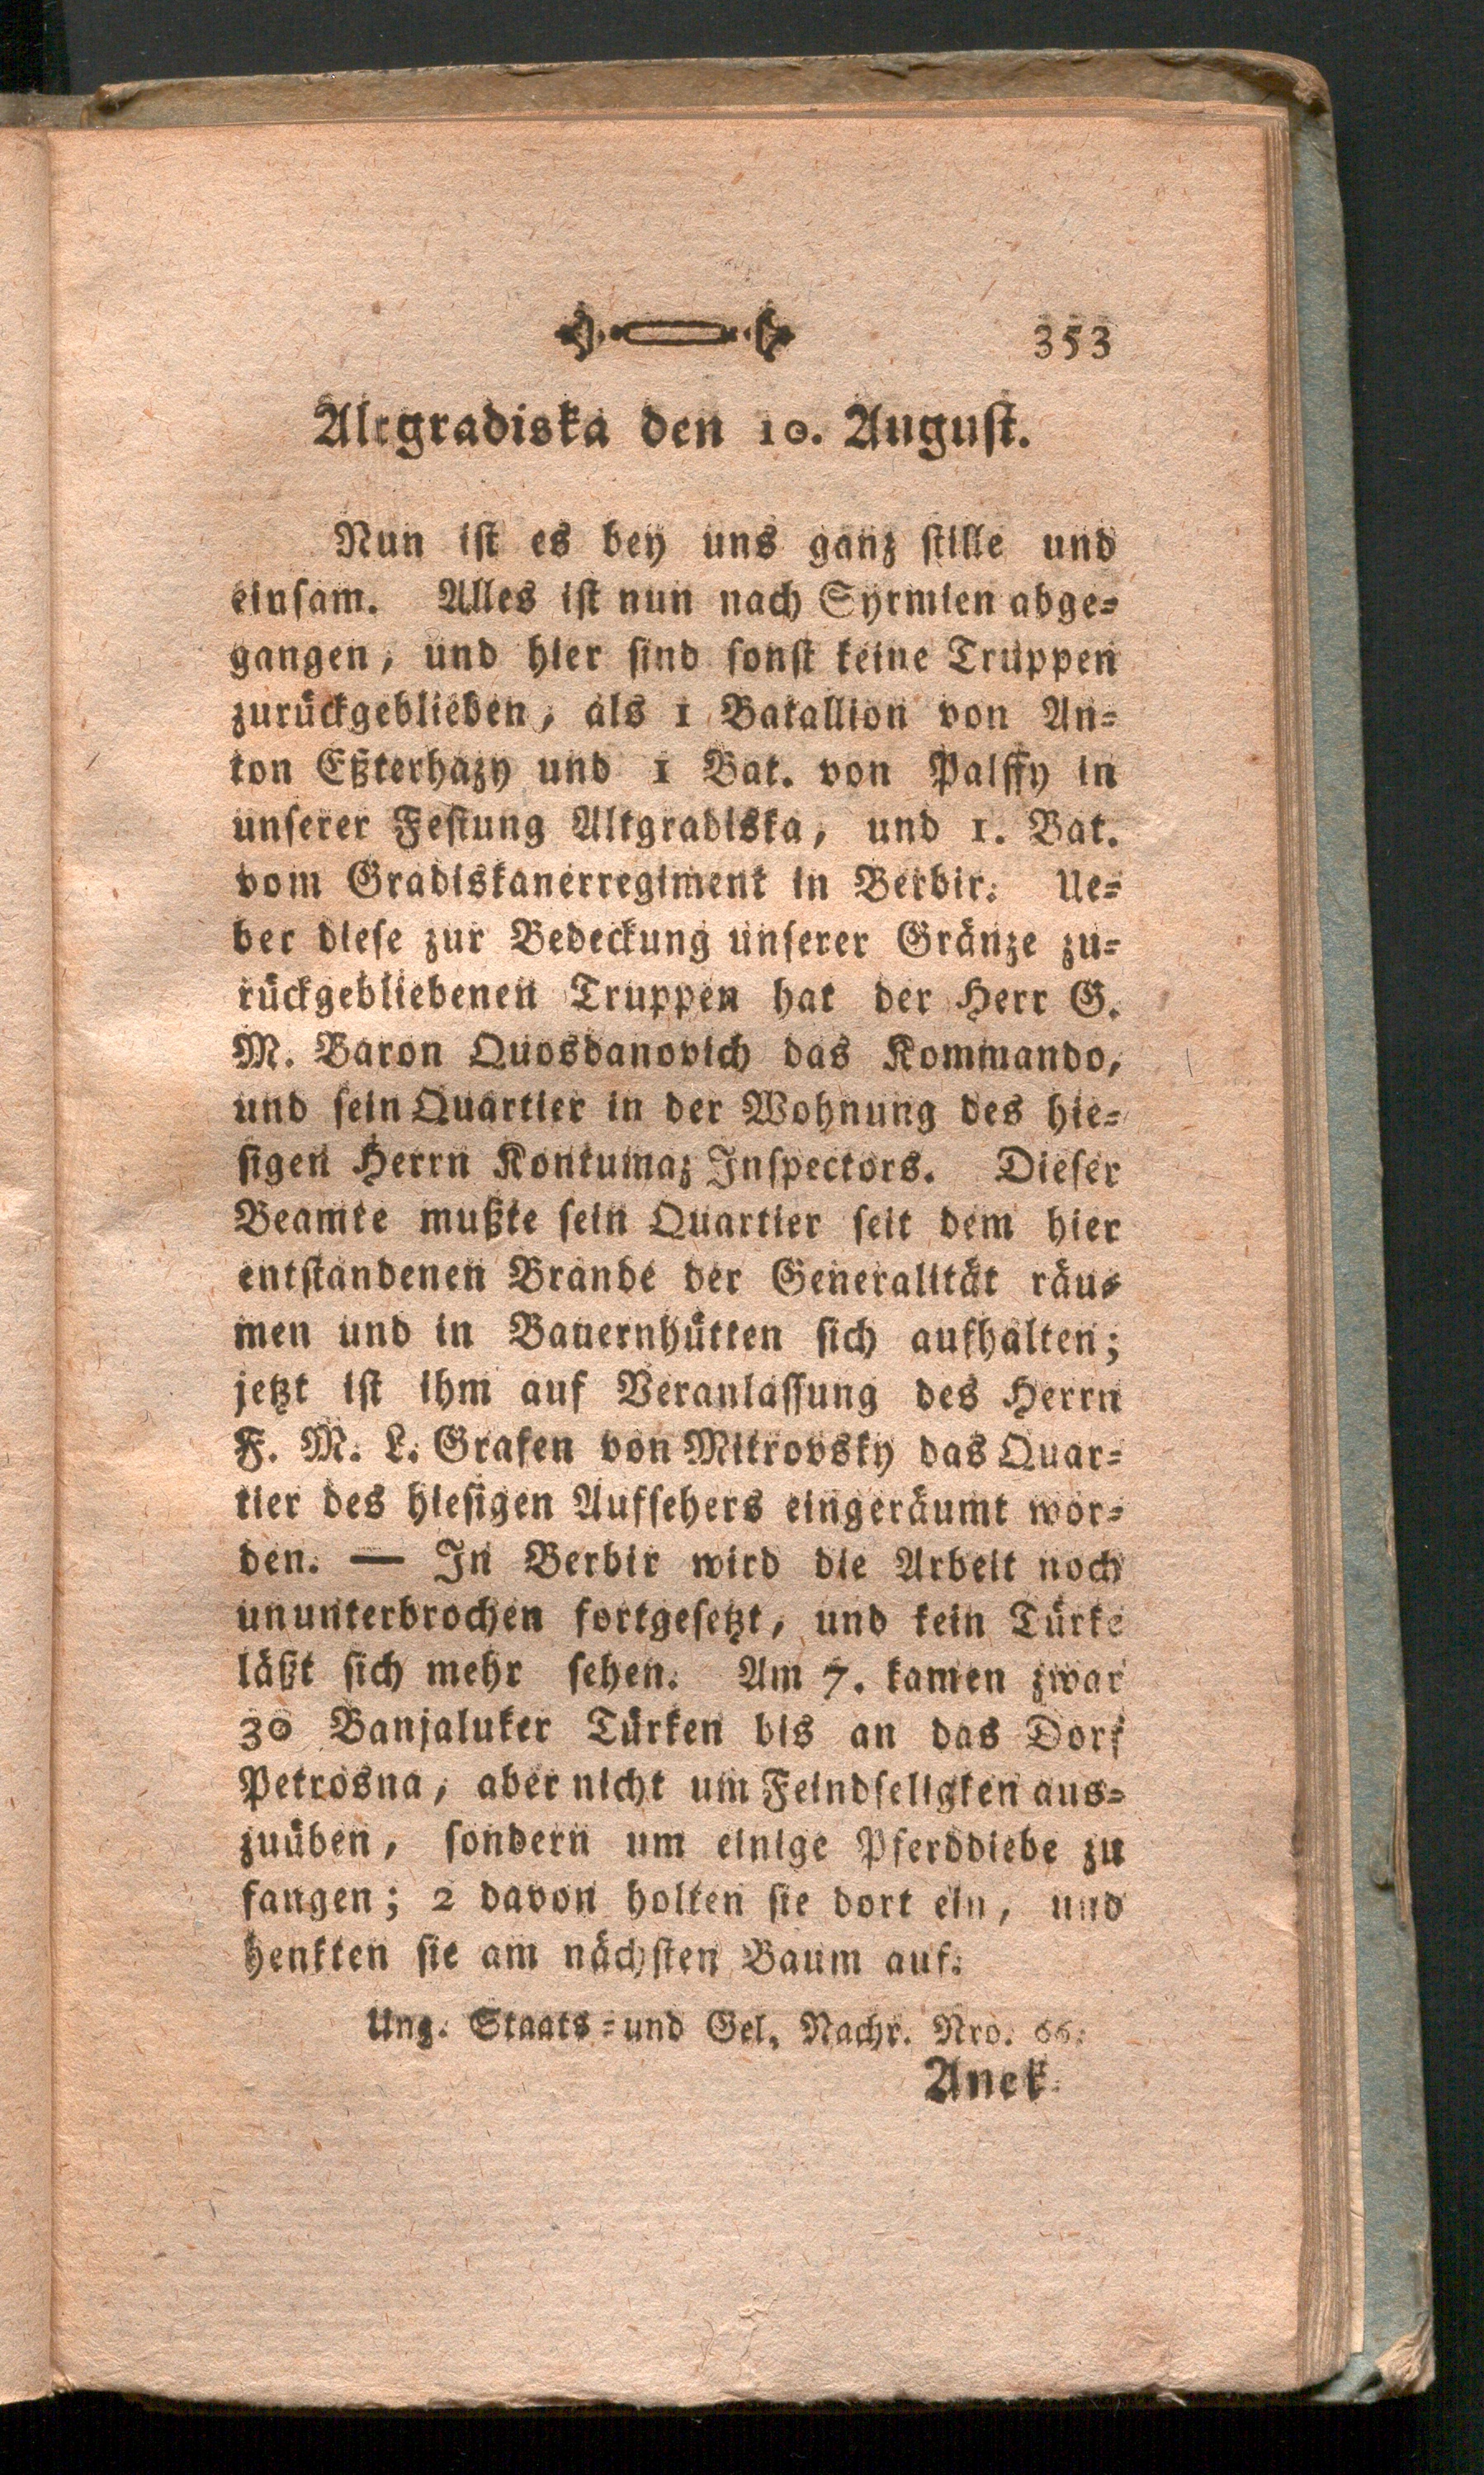 353
Altgradiska den 10. August.
Nun ist es bey uns ganz stille und
einsam. Alles ist nun nach Syrmien abge-
gangen, und hier sind sonst keine Truppen
zurückgeblieben, als 1 Batallion von An-
ton Eßterhazy und 1 Bat. von Palffy in
unserer Festung Altgradiska, und 1. Bat.
vom Gradiskanerregiment in Berbir. Ue-
ber diese zur Bedeckung unserer Gränze zu-
rückgebliebenen Truppen hat der Herr G.
M. Baron Quosdanovich das Kommando,
und sein Quartier in der Wohnung des hie-
sigen Herrn Kontumaz Inspectors. Dieser
Beamte mußte sein Quartier seit dem hier
entstandenen Brande der Generalität räu-
men und in Bauernhütten sich aufhalten;
jetzt ist ihm auf Veranlassung des Herrn
F. M. L. Grafen von Mitrovsky das Quar-
tier des hiesigen Aufsehers eingeräumt wor-
den. — In Berbir wird die Arbeit noch
ununterbrochen fortgesetzt, und kein Türke
läßt sich mehr sehen. Am 7. kamen zwar
30 Banjaluker Türken bis an das Dorf
Petrosna, aber nicht um Feindseligken aus-
zuüben, sondern um einige Pferddiebe zu
fangen; 2 davon holten sie dort ein, und
henkten sie am nächsten Baum auf.
Ung. Staats-und Gel. Nachr. Nro. 66.
Anek-